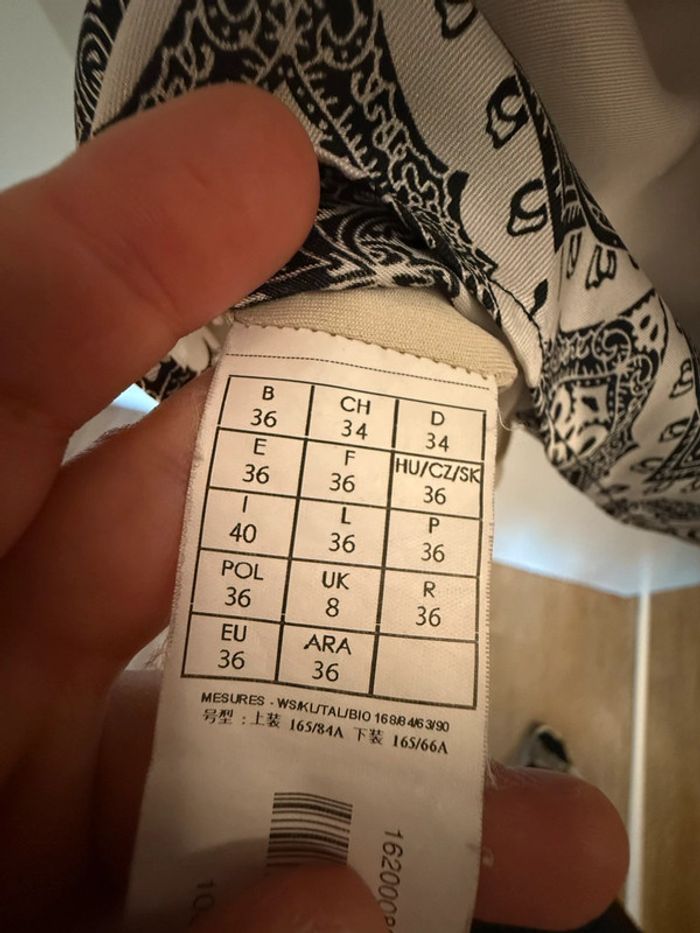 B CH D
36 34 34
E F HU/CZ/SK
36 36 36
I L P
40 36 36
POL UK R
36 8 36
EU ARA
36 36
MESURES - WS/KL/TAL/BIO 168/84/63/90
号型 : 上装 165/84A 下装 165/66A